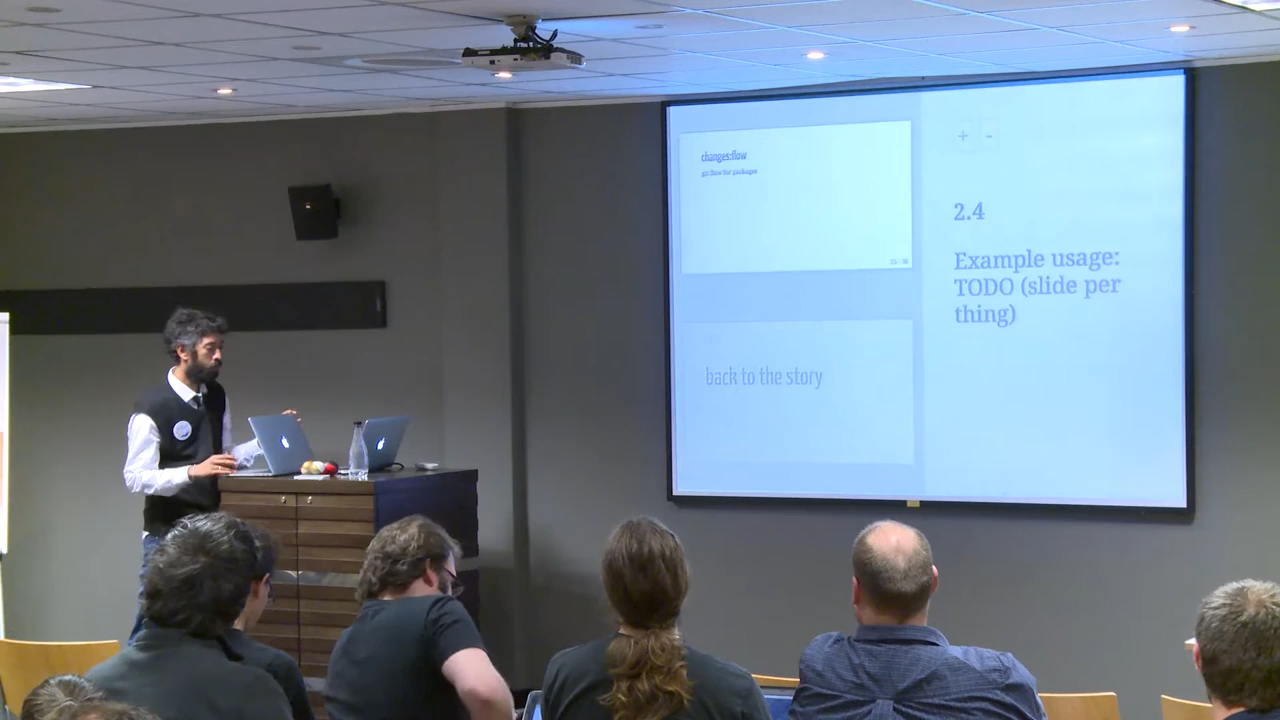 changes:flow
git flow for packages
back to the story
+ -
2.4
Example usage:
TODO (slide per
thing)